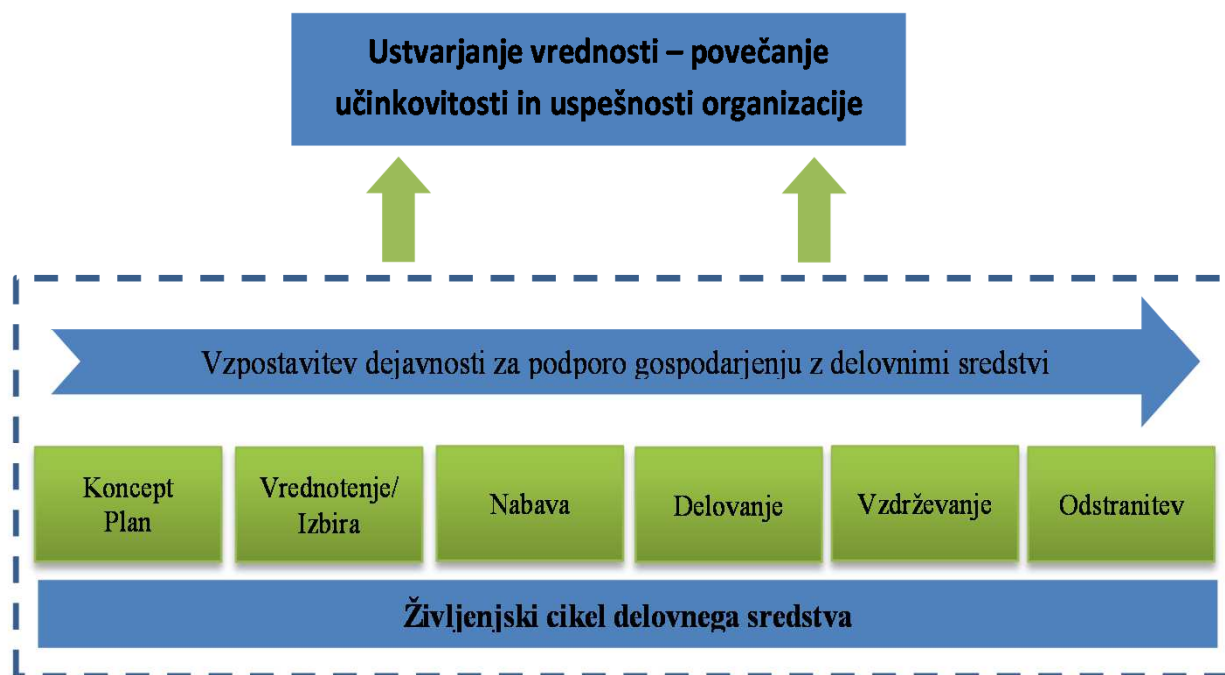 Ustvarjanje vrednosti – povečanje
učinkovitosti in uspešnosti organizacije
Vzpostavitev dejavnosti za podporo gospodarjenju z delovnimi sredstvi
Koncept
Plan
Vrednotenje/
Izbira
Nabava
Delovanje
Vzdrževanje
Odstranitev
Življenjski cikel delovnega sredstva